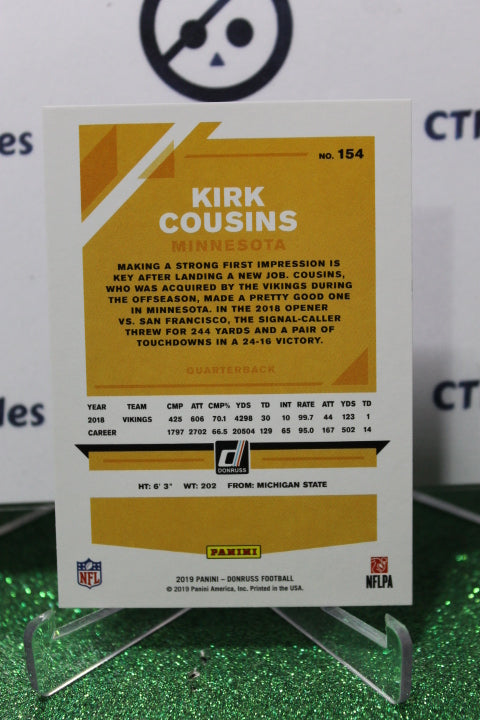 CT
les
NO. 154
KIRK
COUSINS
MINNESOTA
MAKING A STRONG FIRST IMPRESSION IS
KEY AFTER LANDING A NEW JOB. COUSINS,
WHO WAS ACQUIRED BY THE VIKINGS DURING
THE OFFSEASON, MADE A PRETTY GOOD ONE
IN MINNESOTA. IN THE 2018 OPENER
VS. SAN FRANCISCO, THE SIGNAL-CALLER
THREW FOR 244 YARDS AND A PAIR OF
TOUCHDOWNS IN A 24-16 VICTORY.
QUARTERBACK
CT
bles
YEAR TEAM CMP ATT CMP% YDS TD INT RATE ATT YDS TD
2018 VIKINGS 425 606 70.1 4298 30 10 99.7 44 123 1
CAREER 1797 2702 66.5 20504 129 65 95.0 167 502 14
DONRUSS
HT: 6' 3" WT: 202 FROM: MICHIGAN STATE
PANINI
NFL
NFLPA
2019 PANINI – DONRUSS FOOTBALL
© 2019 Panini America, Inc. Printed in the USA.